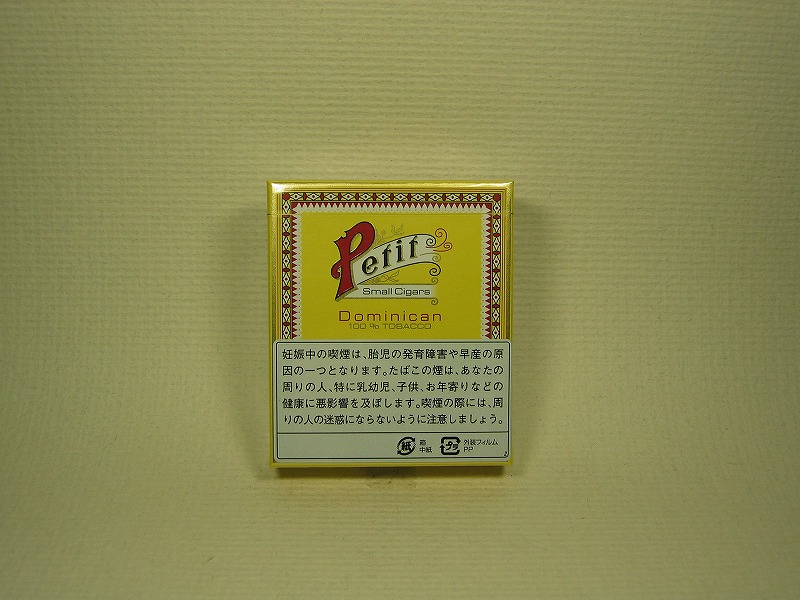 Petit
Small Cigars
Dominican
100 % TOBACCO
妊娠中の喫煙は、胎児の発育障害や早産の原
因の一つとなります。たばこの煙は、あなたの
周りの人、特に乳幼児、子供、お年寄りなどの
健康に悪影響を及ぼします。喫煙の際には、周
りの人の迷惑にならないように注意しましょう。
紙 箱 プラ 外装フィルム
中紙 PP